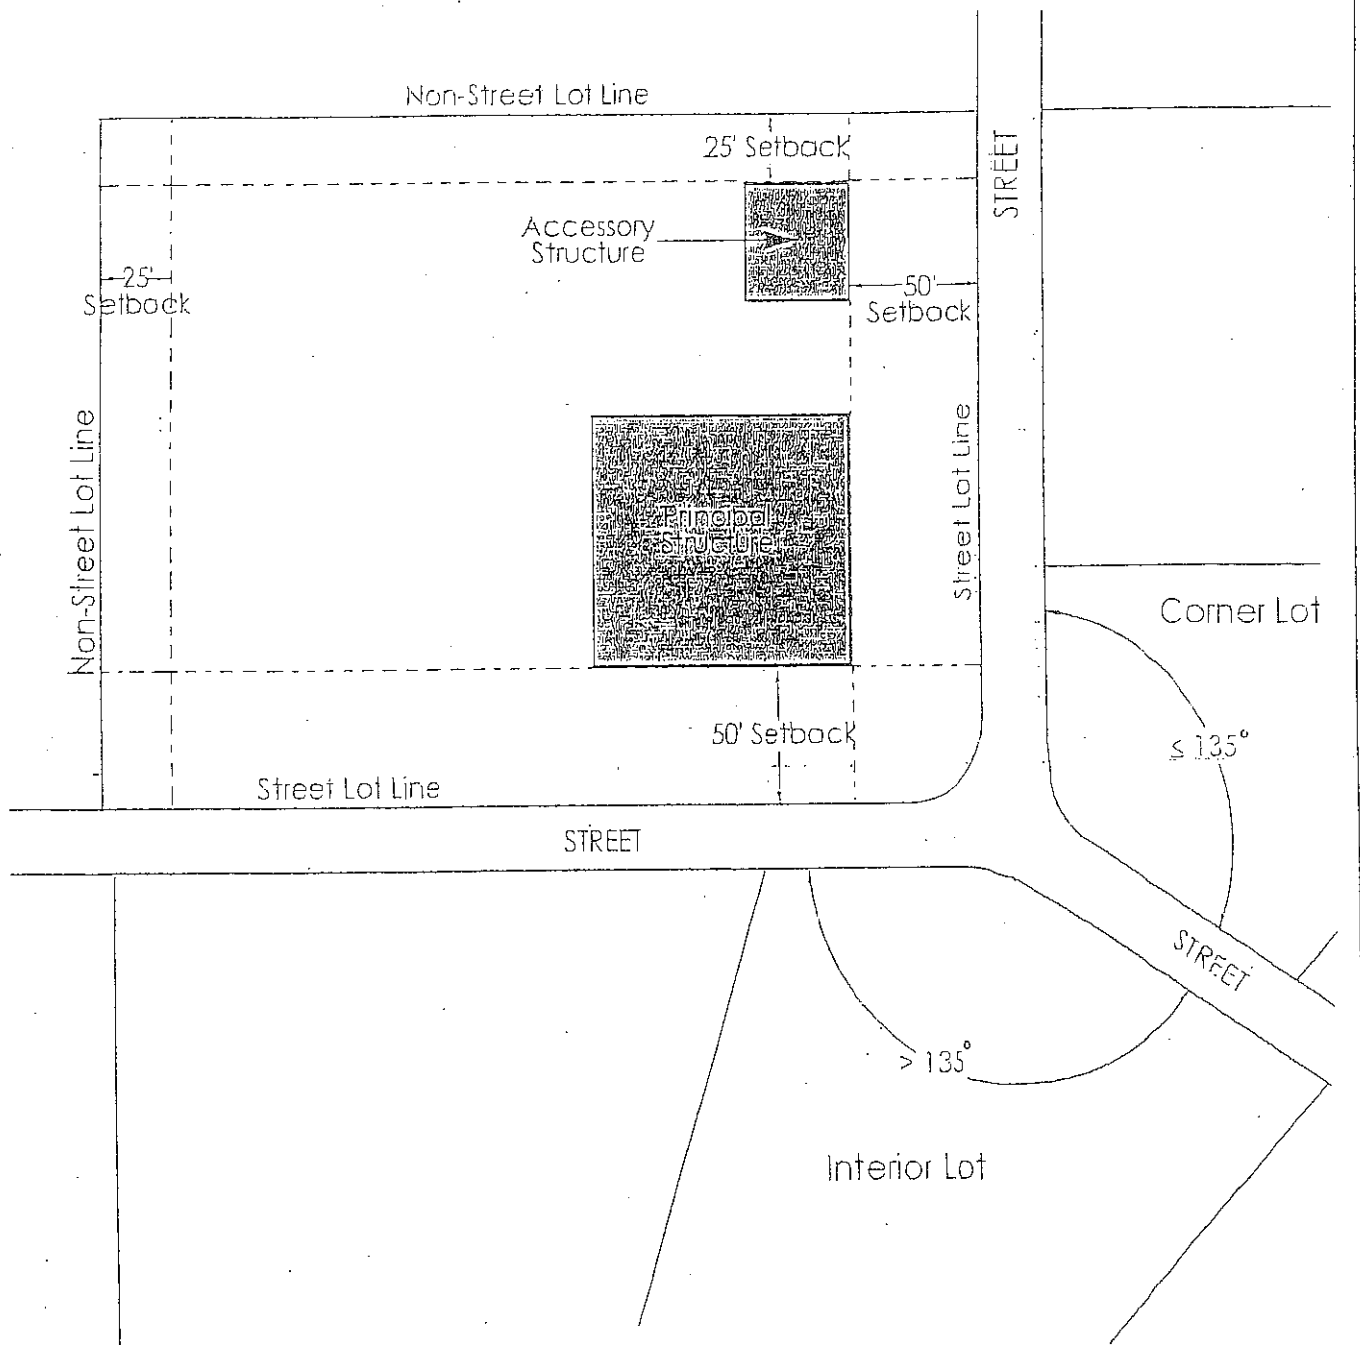 Non-Street Lot Line
25' Setback
STREET
Accessory
Structure
25'
Setback
50'
Setback
Non-Street Lot Line
Street Lot Line
Principal
Structure
Corner Lot
≤ 135°
50' Setback
Street Lot Line
STREET
STREET
> 135°
Interior Lot